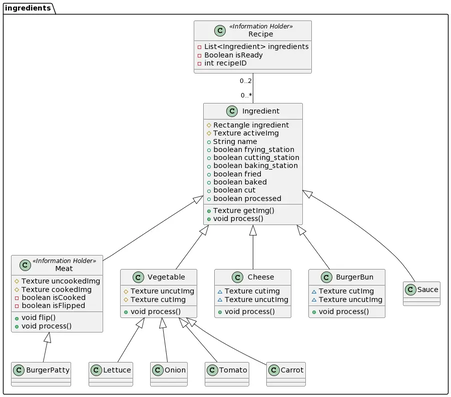 ingredients
C «Information Holder»
Recipe
List<Ingredient> ingredients
Boolean isReady
int recipeID
0..2
0..*
C Ingredient
Rectangle ingredient
Texture activeImg
String name
boolean frying_station
boolean cutting_station
boolean baking_station
boolean fried
boolean baked
boolean cut
boolean processed
Texture getImg()
void process()
C «Information Holder»
Meat
Texture uncookedImg
Texture cookedImg
boolean isCooked
boolean isFlipped
void flip()
void process()
C Vegetable
Texture uncutImg
Texture cutImg
void process()
C Cheese
Texture cutImg
Texture uncutImg
void process()
C BurgerBun
Texture cutImg
Texture uncutImg
void process()
C Sauce
C BurgerPatty
C Lettuce
C Onion
C Tomato
C Carrot